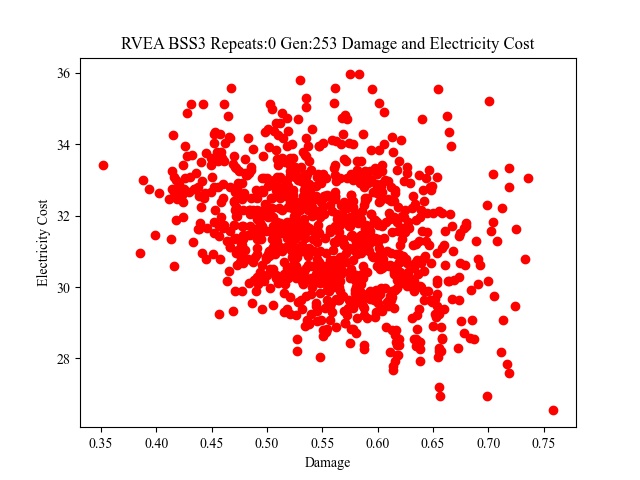 RVEA BSS3 Repeats:0 Gen:253 Damage and Electricity Cost
36
34
32
30
28
Electricity Cost
0.35 0.40 0.45 0.50 0.55 0.60 0.65 0.70 0.75
Damage